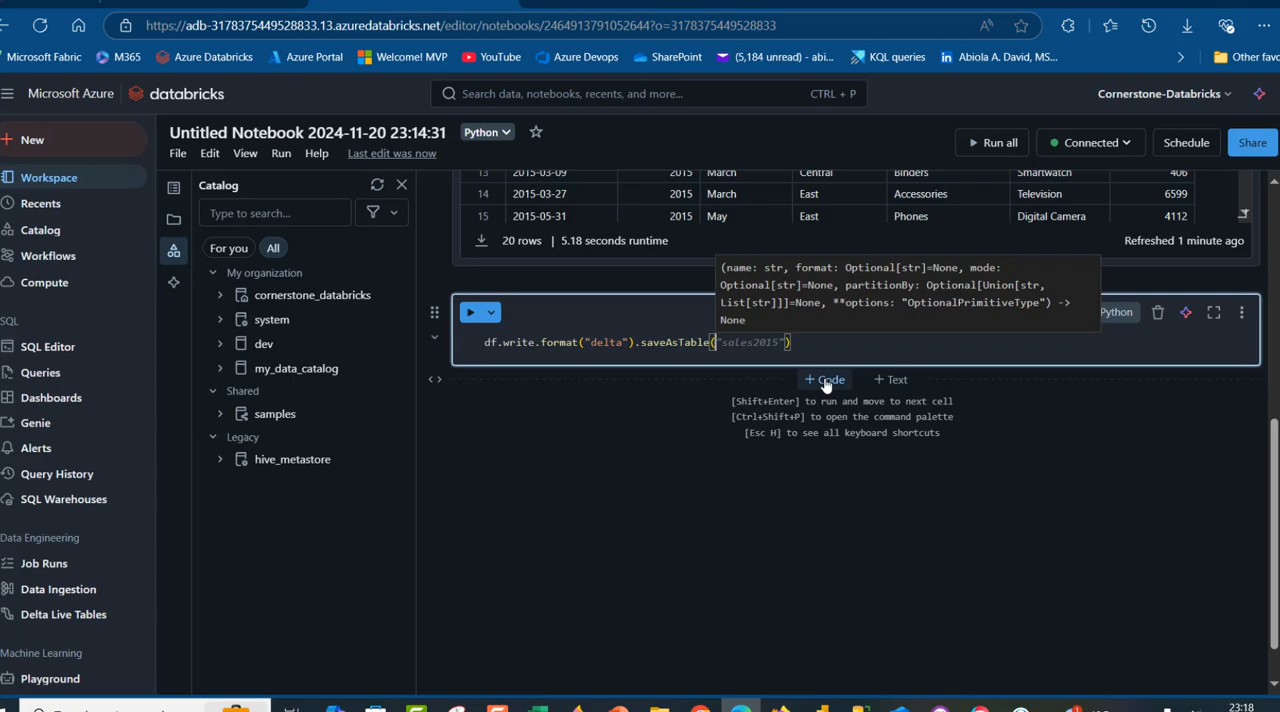 https://adb-3178375449528833.13.azuredatabricks.net/editor/notebooks/2464913791052644?o=3178375449528833
Microsoft Fabric
M365
Azure Databricks
Azure Portal
Welcome! MVP
YouTube
Azure Devops
SharePoint
(5,184 unread) - abi...
KQL queries
Abiola A. David, MS...
Other favo
Microsoft Azure
databricks
Search data, notebooks, recents, and more...
CTRL + P
Cornerstone-Databricks
New
Workspace
Recents
Catalog
Workflows
Compute
SQL
SQL Editor
Queries
Dashboards
Genie
Alerts
Query History
SQL Warehouses
Data Engineering
Job Runs
Data Ingestion
Delta Live Tables
Machine Learning
Playground
Untitled Notebook 2024-11-20 23:14:31
Python
File Edit View Run Help Last edit was now
Run all
Connected
Schedule
Share
Catalog
Type to search...
For you
All
My organization
cornerstone_databricks
system
dev
my_data_catalog
Shared
samples
Legacy
hive_metastore
13 2015-03-09 2015 March Central Binders Smartwatch 406
14 2015-03-27 2015 March East Accessories Television 6599
15 2015-05-31 2015 May East Phones Digital Camera 4112
20 rows | 5.18 seconds runtime
Refreshed 1 minute ago
(name: str, format: Optional[str]=None, mode:
Optional[str]=None, partitionBy: Optional[Union[str,
List[str]]]=None, **options: "OptionalPrimitiveType") ->
None
Python
df.write.format("delta").saveAsTable("sales2015")
+ Code
+ Text
[Shift+Enter] to run and move to next cell
[Ctrl+Shift+P] to open the command palette
[Esc H] to see all keyboard shortcuts
23:18